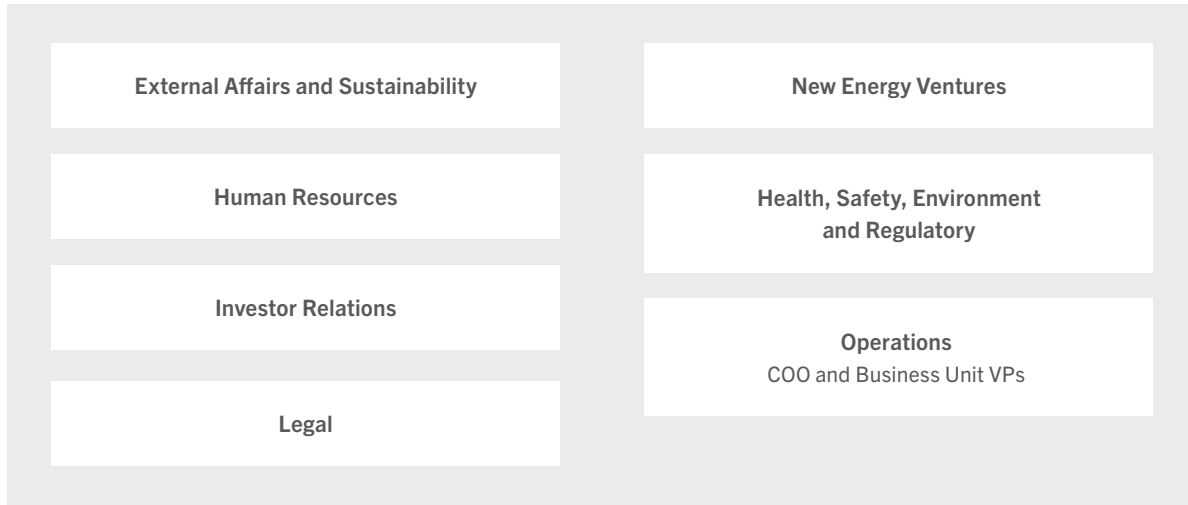 External Affairs and Sustainability
Human Resources
Investor Relations
Legal
New Energy Ventures
Health, Safety, Environment
and Regulatory
Operations
COO and Business Unit VPs